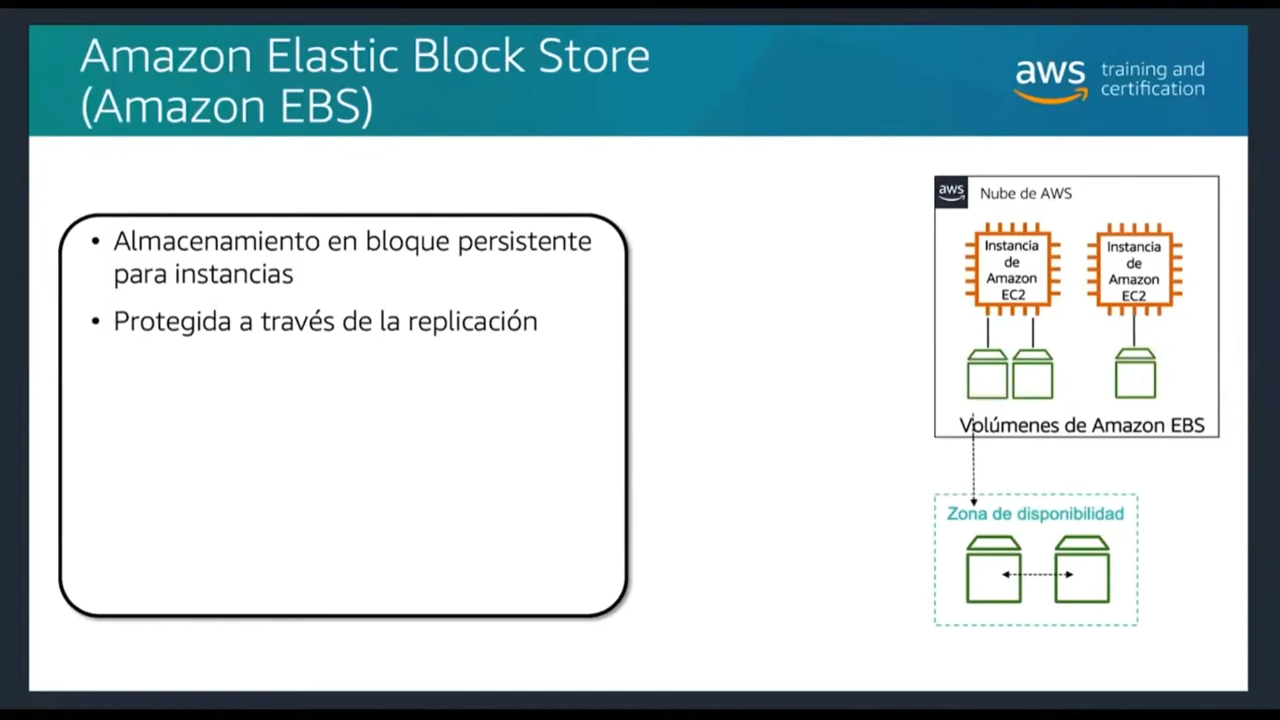 Amazon Elastic Block Store
(Amazon EBS)
aws training and
certification
• Almacenamiento en bloque persistente
para instancias
• Protegida a través de la replicación
aws Nube de AWS
Instancia
de
Amazon
EC2
Instancia
de
Amazon
EC2
Volúmenes de Amazon EBS
Zona de disponibilidad